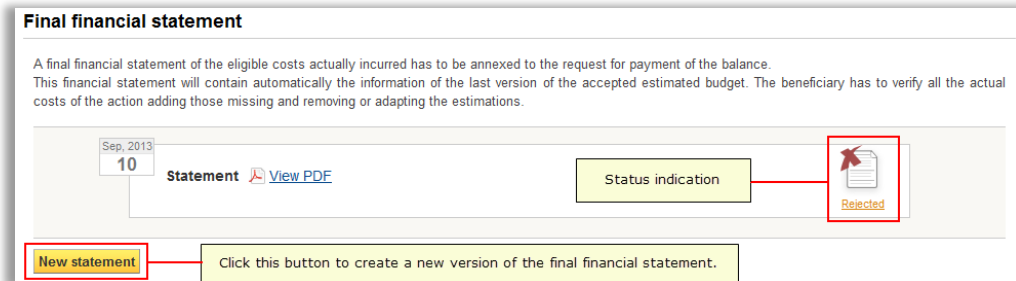 Final financial statement
A final financial statement of the eligible costs actually incurred has to be annexed to the request for payment of the balance.
This financial statement will contain automatically the information of the last version of the accepted estimated budget. The beneficiary has to verify all the actual
costs of the action adding those missing and removing or adapting the estimations.
Sep, 2013
10
Statement View PDF
Status indication
Rejected
New statement
Click this button to create a new version of the final financial statement.